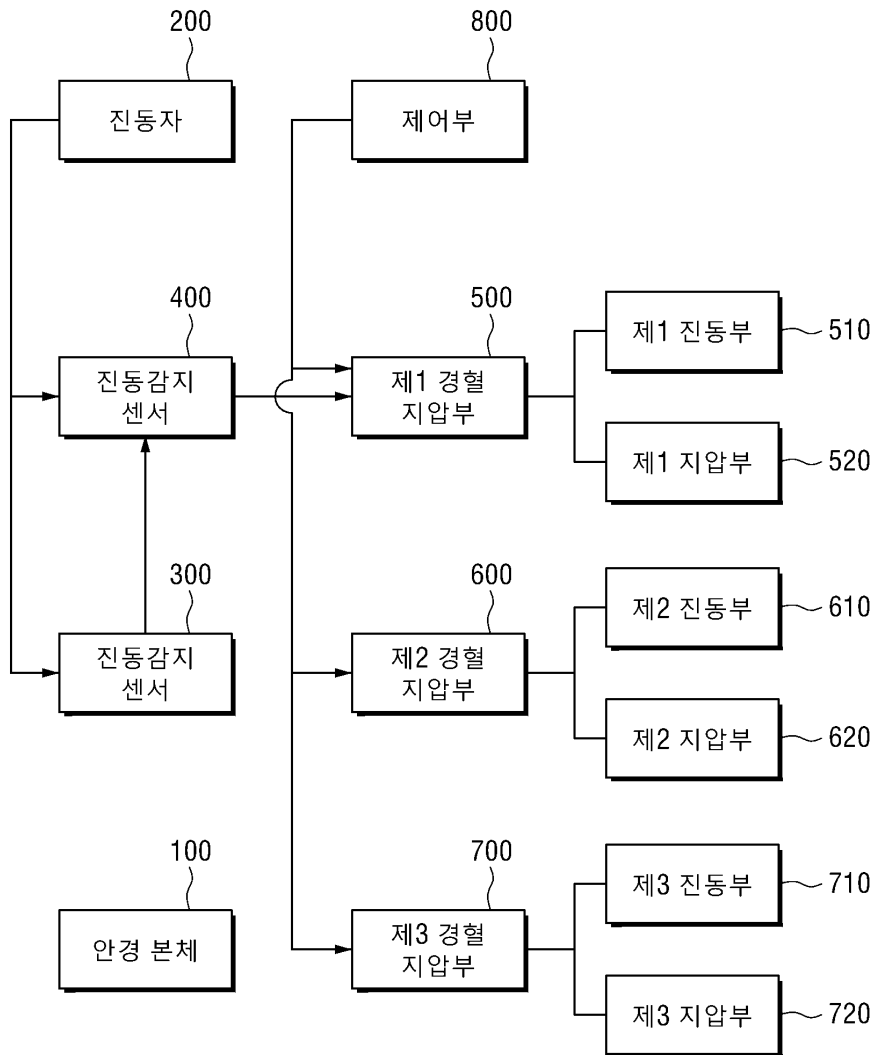 200
800
진동자
제어부
400
500
진동감지
센서
제1 경혈
지압부
제1 진동부
510
제1 지압부
520
300
600
진동감지
센서
제2 경혈
지압부
제2 진동부
610
제2 지압부
620
100
700
안경 본체
제3 경혈
지압부
제3 진동부
710
제3 지압부
720